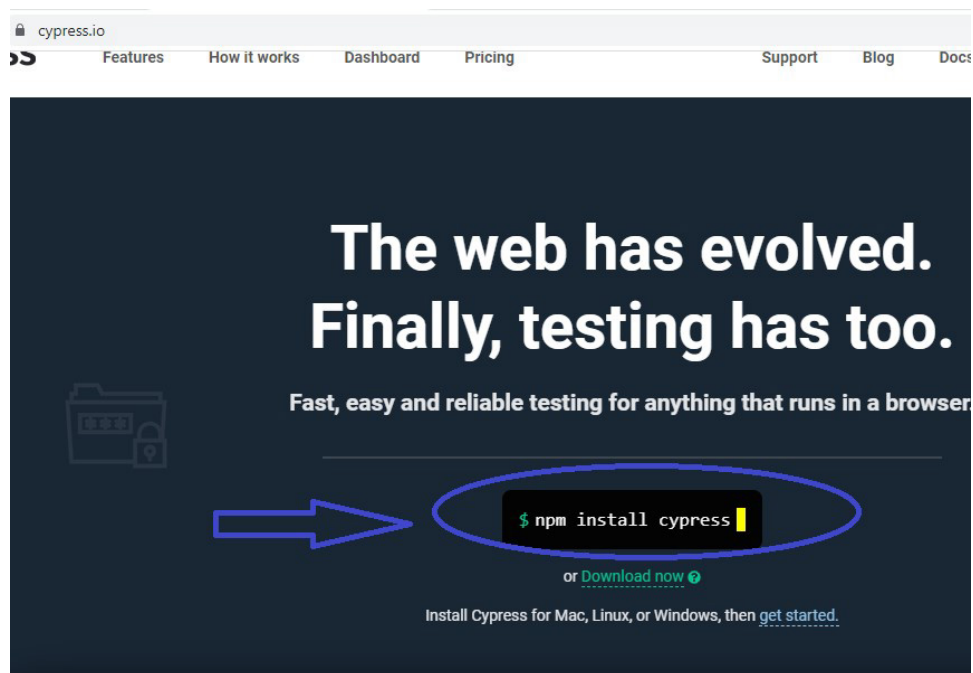 cypress.io
Features How it works Dashboard Pricing Support Blog Docs
The web has evolved.
Finally, testing has too.
Fast, easy and reliable testing for anything that runs in a browser.
$ npm install cypress
or Download now ?
Install Cypress for Mac, Linux, or Windows, then get started.